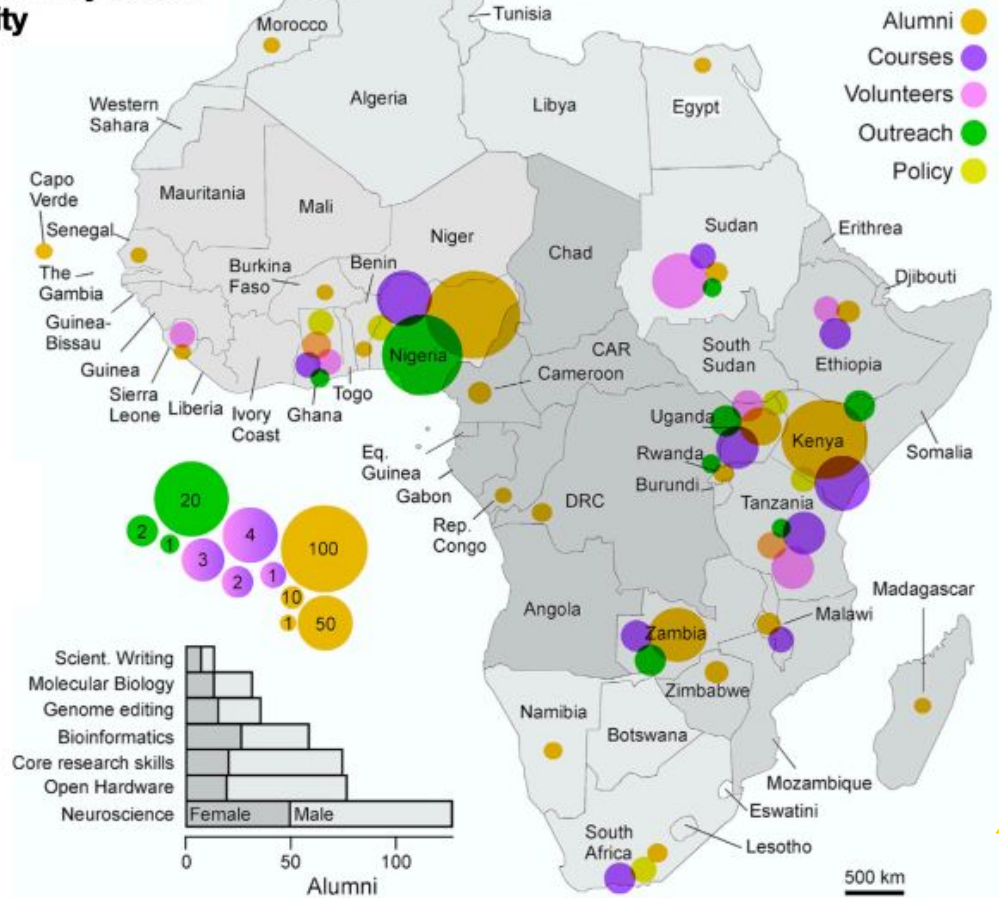 ity
Alumni
Courses
Volunteers
Outreach
Policy
Morocco
Tunisia
Algeria
Libya
Egypt
Western
Sahara
Mauritania
Mali
Niger
Chad
Sudan
Erithrea
Djibouti
Capo
Verde
Senegal
The
Gambia
Guinea-
Bissau
Guinea
Sierra
Leone
Liberia
Ivory
Coast
Ghana
Togo
Burkina
Faso
Benin
Nigeria
CAR
Cameroon
South
Sudan
Ethiopia
Somalia
Uganda
Kenya
Rwanda
Burundi
Tanzania
Eq.
Guinea
Gabon
Rep.
Congo
DRC
Angola
Zambia
Malawi
Madagascar
Zimbabwe
Namibia
Botswana
Mozambique
Eswatini
Lesotho
South
Africa
500 km
20
2
1
3
4
2
1
100
10
1
50
Scient. Writing
Molecular Biology
Genome editing
Bioinformatics
Core research skills
Open Hardware
Neuroscience
Female
Male
0
50
100
Alumni